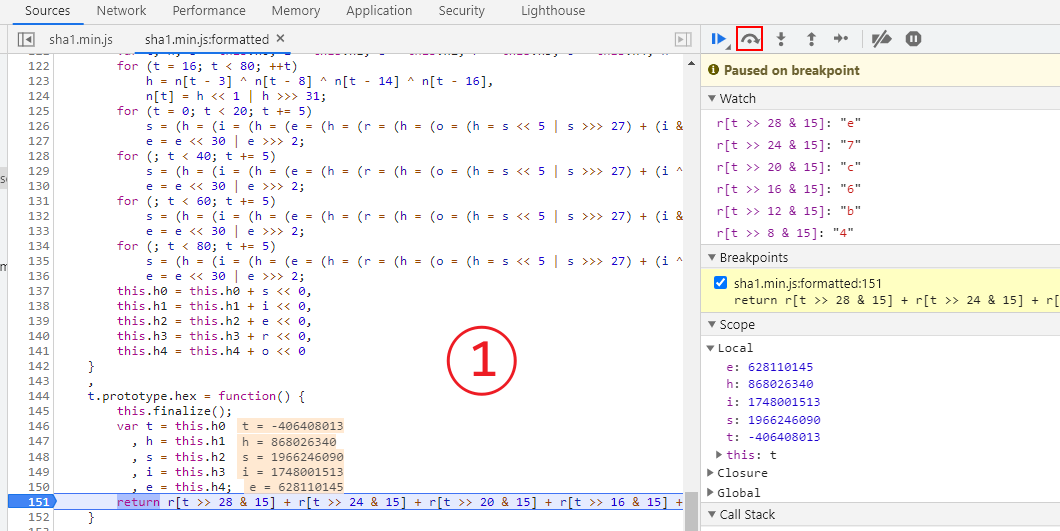 Sources Network Performance Memory Application Security Lighthouse
sha1.min.js sha1.min.js:formatted ×
122 for (t = 16; t < 80; ++t)
123 h = n[t - 3] ^ n[t - 8] ^ n[t - 14] ^ n[t - 16],
124 n[t] = h << 1 | h >>> 31;
125 for (t = 0; t < 20; t += 5)
126 s = (h = (i = (h = (e = (h = (r = (h = (o = (h = s << 5 | s >>> 27) + (i &
127 e = e << 30 | e >>> 2;
128 for (; t < 40; t += 5)
129 s = (h = (i = (h = (e = (h = (r = (h = (o = (h = s << 5 | s >>> 27) + (i ^
130 e = e << 30 | e >>> 2;
131 for (; t < 60; t += 5)
132 s = (h = (i = (h = (e = (h = (r = (h = (o = (h = s << 5 | s >>> 27) + (i &
133 e = e << 30 | e >>> 2;
134 for (; t < 80; t += 5)
135 s = (h = (i = (h = (e = (h = (r = (h = (o = (h = s << 5 | s >>> 27) + (i ^
136 e = e << 30 | e >>> 2;
137 this.h0 = this.h0 + s << 0,
138 this.h1 = this.h1 + i << 0,
139 this.h2 = this.h2 + e << 0,
140 this.h3 = this.h3 + r << 0,
141 this.h4 = this.h4 + o << 0
142 }
143 ,
144 t.prototype.hex = function() {
145 this.finalize();
146 var t = this.h0 t = -406408013
147 , h = this.h1 h = 868026340
148 , s = this.h2 s = 1966246090
149 , i = this.h3 i = 1748001513
150 , e = this.h4; e = 628110145
151 return r[t >> 28 & 15] + r[t >> 24 & 15] + r[t >> 20 & 15] + r[t >> 16 & 15] +
152 }
①
Paused on breakpoint
Watch
r[t >> 28 & 15]: "e"
r[t >> 24 & 15]: "7"
r[t >> 20 & 15]: "c"
r[t >> 16 & 15]: "6"
r[t >> 12 & 15]: "b"
r[t >> 8 & 15]: "4"
Breakpoints
sha1.min.js:formatted:151
return r[t >> 28 & 15] + r[t >> 24 & 15] + r[
Scope
Local
e: 628110145
h: 868026340
i: 1748001513
s: 1966246090
t: -406408013
this: t
Closure
Global
Call Stack